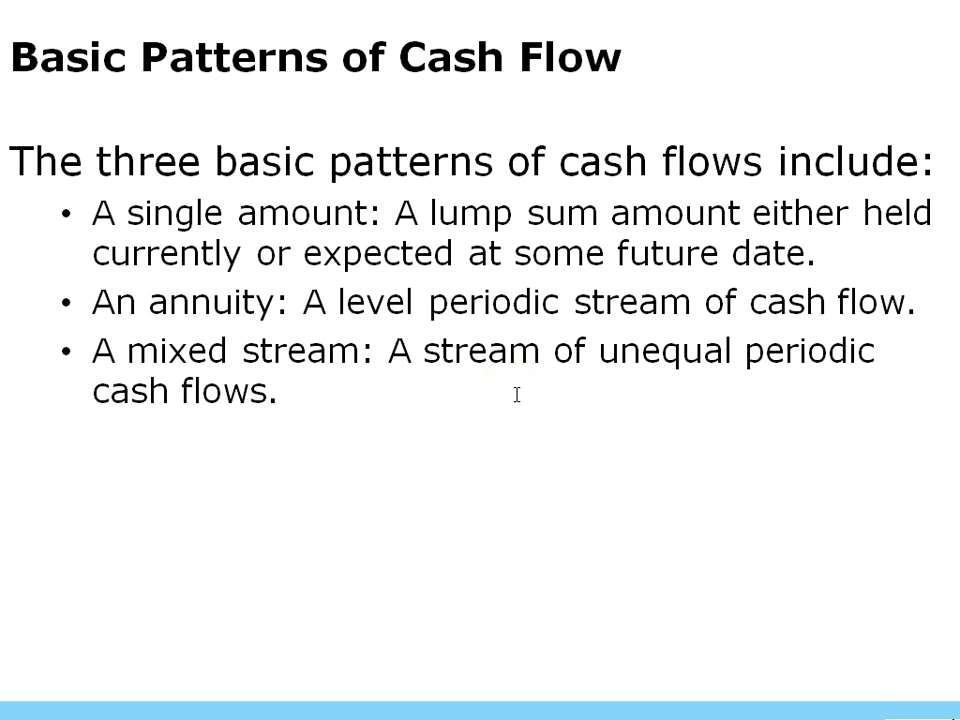 Basic Patterns of Cash Flow
The three basic patterns of cash flows include:
• A single amount: A lump sum amount either held
currently or expected at some future date.
• An annuity: A level periodic stream of cash flow.
• A mixed stream: A stream of unequal periodic
cash flows.